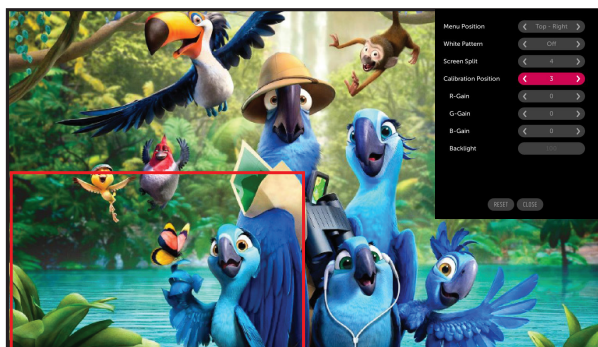 Menu Position Top - Right
White Pattern Off
Screen Split 4
Calibration Position 3
R-Gain 0
G-Gain 0
B-Gain 0
Backlight
RESET CLOSE